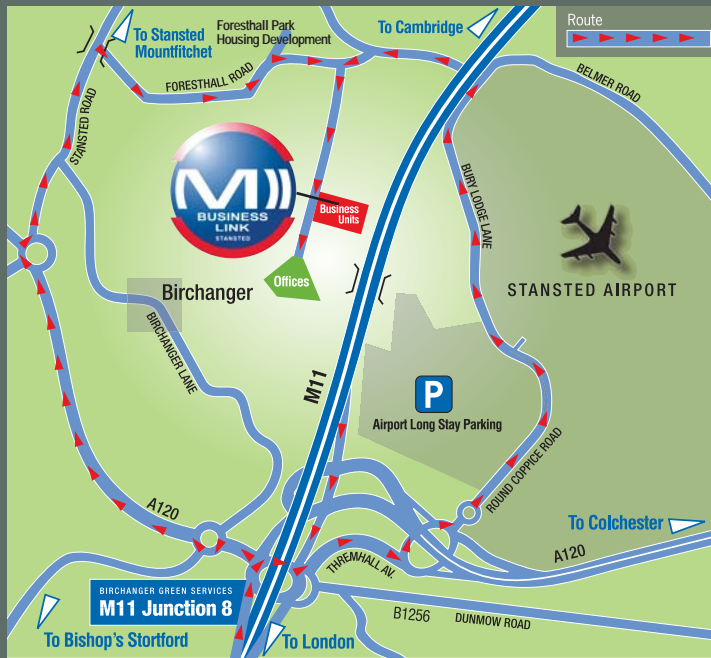 To Stansted
Mountfitchet
Foresthall Park
Housing Development
To Cambridge
Route
FORESTHALL ROAD
BELMER ROAD
STANSTED ROAD
BURY LODGE LANE
M
BUSINESS
LINK
STANSTED
Business
Units
Offices
Birchanger
STANSTED AIRPORT
BIRCHANGER LANE
M11
P
Airport Long Stay Parking
ROUND COPPICE ROAD
A120
To Colchester
A120
THREMHALL AV.
BIRCHANGER GREEN SERVICES
M11 Junction 8
B1256
DUNMOW ROAD
To Bishop's Stortford
To London